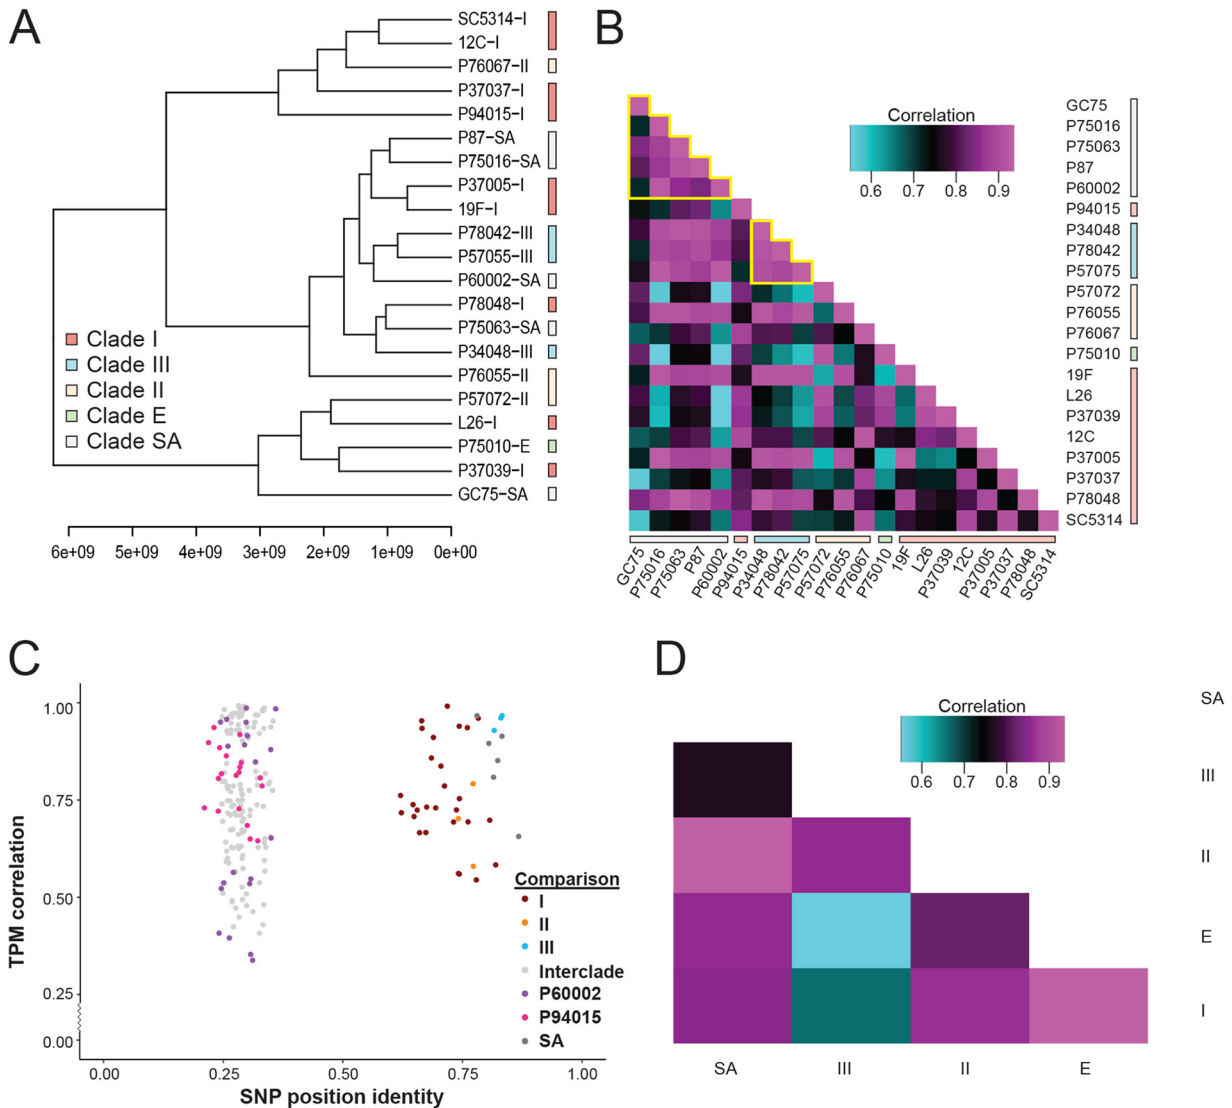 A
SC5314-I
12C-I
P76067-II
P37037-I
P94015-I
P87-SA
P75016-SA
P37005-I
19F-I
P78042-III
P57055-III
P60002-SA
P78048-I
P75063-SA
P34048-III
P76055-II
P57072-II
L26-I
P75010-E
P37039-I
GC75-SA
Clade I
Clade III
Clade II
Clade E
Clade SA
6e+09 5e+09 4e+09 3e+09 2e+09 1e+09 0e+00
B
Correlation
0.6 0.7 0.8 0.9
GC75
P75016
P75063
P87
P60002
P94015
P34048
P78042
P57075
P57072
P76055
P76067
P75010
19F
L26
P37039
12C
P37005
P37037
P78048
SC5314
GC75 P75016 P75063 P87 P60002 P94015 P34048 P78042 P57075 P57072 P76055 P76067 P75010 19F L26 P37039 12C P37005 P37037 P78048 SC5314
C
TPM correlation
1.00
0.75
0.50
0.25
0.00
0.00 0.25 0.50 0.75 1.00
SNP position identity
Comparison
I
II
III
Interclade
P60002
P94015
SA
D
Correlation
0.6 0.7 0.8 0.9
SA
III
II
E
I
SA III II E